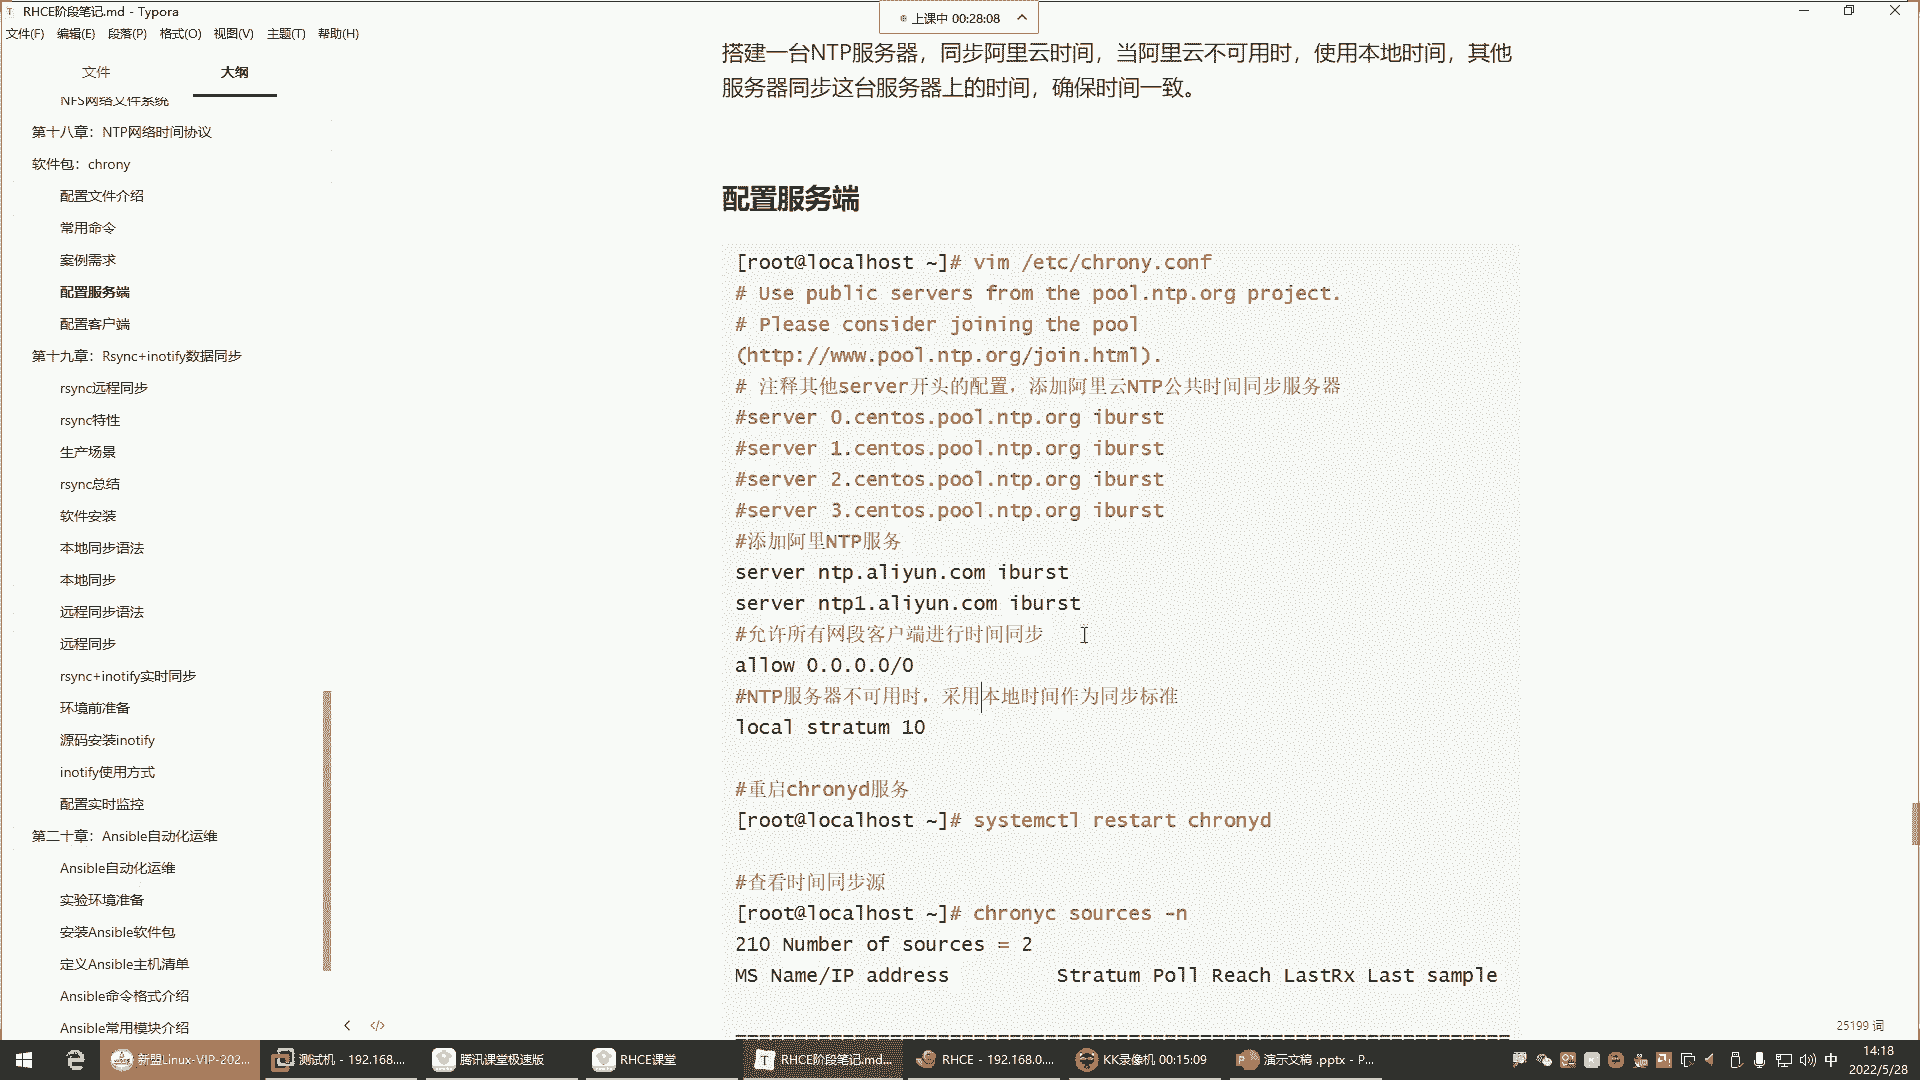 RHCE阶段笔记.md - Typora
上课中 00:28:08
文件(F) 编辑(E) 段落(P) 格式(O) 视图(V) 主题(T) 帮助(H)
文件 大纲
NFS网络文件系统
第十八章：NTP网络时间协议
软件包：chrony
配置文件介绍
常用命令
案例需求
配置服务端
配置客户端
第十九章：Rsync+inotify数据同步
rsync远程同步
rsync特性
生产场景
rsync总结
软件安装
本地同步语法
本地同步
远程同步语法
远程同步
rsync+inotify实时同步
环境前准备
源码安装inotify
inotify使用方式
配置实时监控
第二十章：Ansible自动化运维
Ansible自动化运维
实验环境准备
安装Ansible软件包
定义Ansible主机清单
Ansible命令格式介绍
Ansible常用模块介绍
搭建一台NTP服务器，同步阿里云时间，当阿里云不可用时，使用本地时间，其他
服务器同步这台服务器上的时间，确保时间一致。
配置服务端
[root@localhost ~]# vim /etc/chrony.conf
# Use public servers from the pool.ntp.org project.
# Please consider joining the pool
(http://www.pool.ntp.org/join.html).
# 注释其他server开头的配置，添加阿里云NTP公共时间同步服务器
#server 0.centos.pool.ntp.org iburst
#server 1.centos.pool.ntp.org iburst
#server 2.centos.pool.ntp.org iburst
#server 3.centos.pool.ntp.org iburst
#添加阿里NTP服务
server ntp.aliyun.com iburst
server ntp1.aliyun.com iburst
#允许所有网段客户端进行时间同步
allow 0.0.0.0/0
#NTP服务器不可用时，采用本地时间作为同步标准
local stratum 10
#重启chronyd服务
[root@localhost ~]# systemctl restart chronyd
#查看时间同步源
[root@localhost ~]# chronyc sources -n
210 Number of sources = 2
MS Name/IP address Stratum Poll Reach LastRx Last sample
===============================================================================
25199 词
新盟Linux-VIP-202... 测试机 - 192.168.... 腾讯课堂极速版 RHCE课堂 RHCE阶段笔记.md... RHCE - 192.168.0.... KK录像机 00:15:09 演示文稿 .pptx - P... 中
14:18
2022/5/28